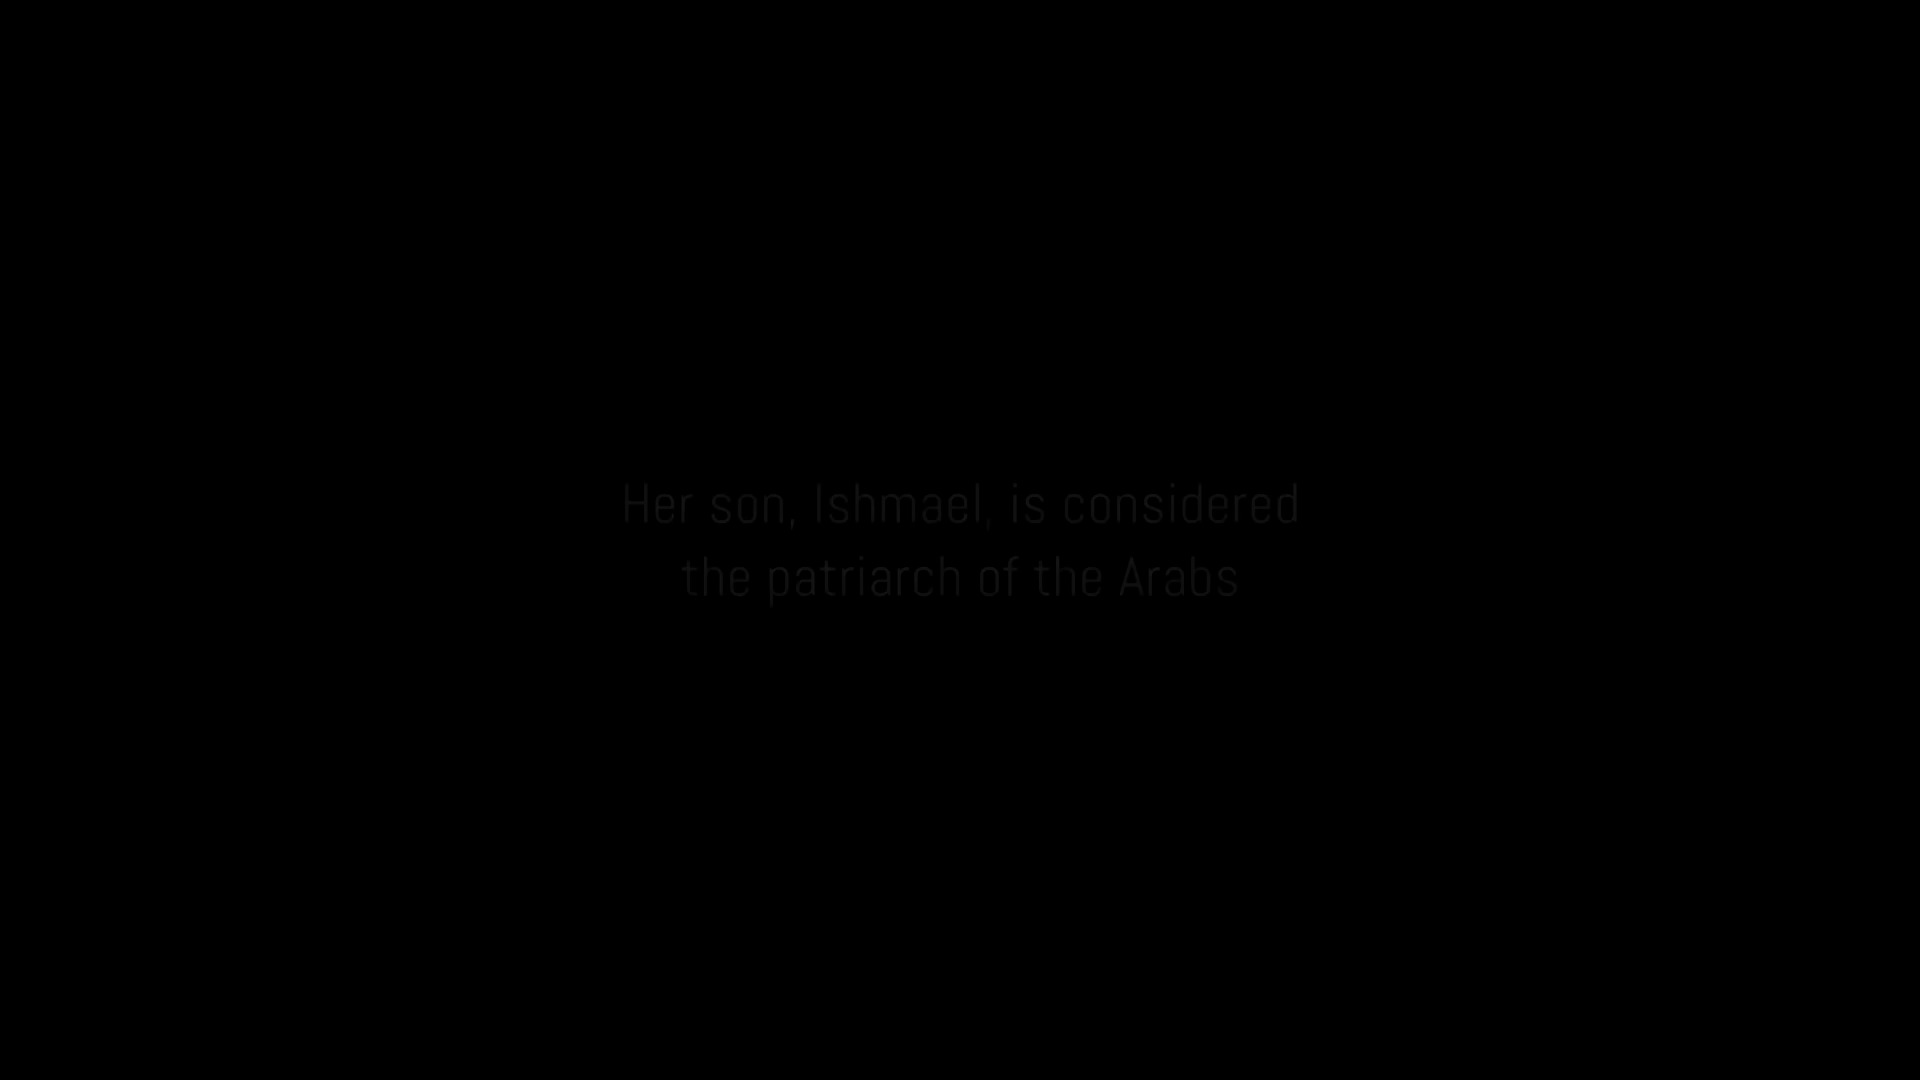 Her son, Ishmael, is considered
the patriarch of the Arabs